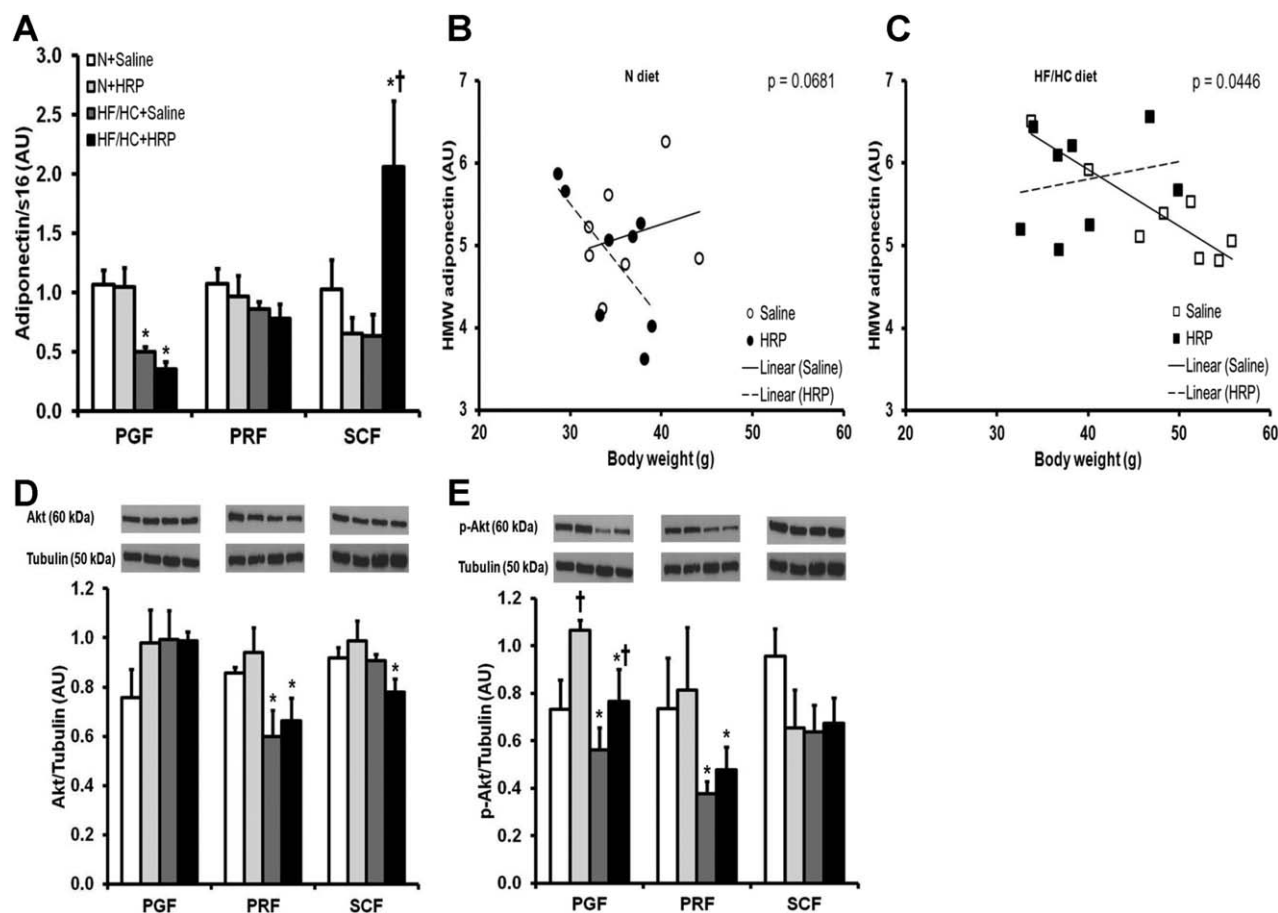 A
3.0
2.5
2.0
1.5
1.0
0.5
0.0
Adiponectin/s16 (AU)
N+Saline
N+HRP
HF/HC+Saline
HF/HC+HRP
*†
*
*
PGF
PRF
SCF
B
N diet
p = 0.0681
7
6
5
4
3
HMW adiponectin (AU)
Saline
HRP
Linear (Saline)
Linear (HRP)
20
30
40
50
60
Body weight (g)
C
HF/HC diet
p = 0.0446
7
6
5
4
3
HMW adiponectin (AU)
Saline
HRP
Linear (Saline)
Linear (HRP)
20
30
40
50
60
Body weight (g)
D
Akt (60 kDa)
Tubulin (50 kDa)
1.2
1.0
0.8
0.6
0.4
0.2
0.0
Akt/Tubulin (AU)
*
*
*
PGF
PRF
SCF
E
p-Akt (60 kDa)
Tubulin (50 kDa)
1.2
1.0
0.8
0.6
0.4
0.2
0.0
p-Akt/Tubulin (AU)
†
*
*†
*
*
PGF
PRF
SCF